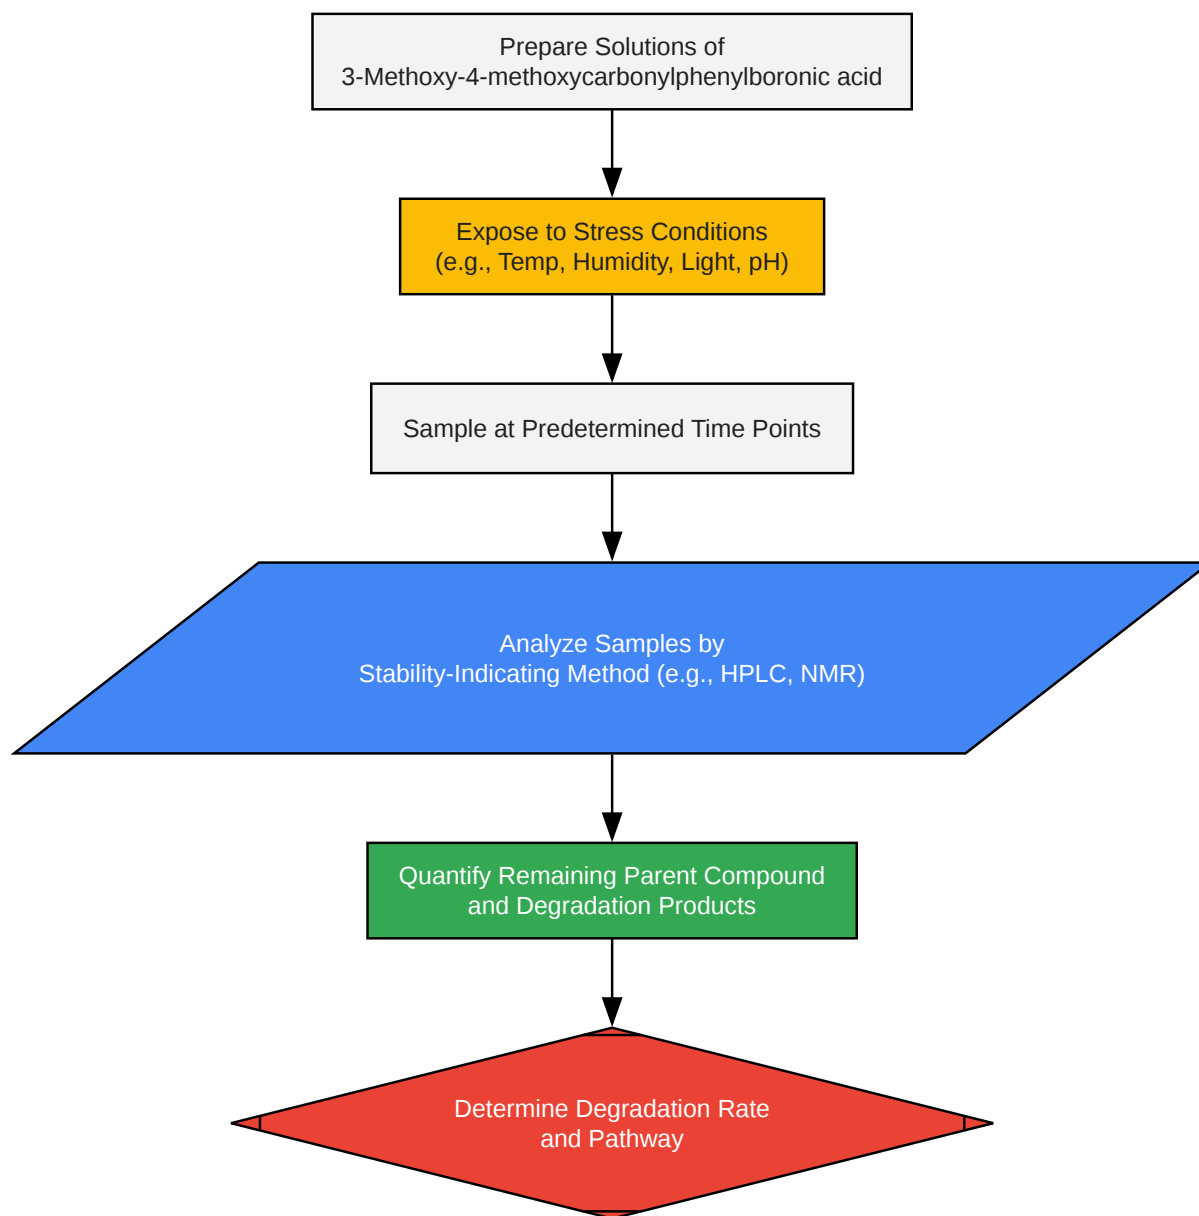 Prepare Solutions of
3-Methoxy-4-methoxycarbonylphenylboronic acid
Expose to Stress Conditions
(e.g., Temp, Humidity, Light, pH)
Sample at Predetermined Time Points
Analyze Samples by
Stability-Indicating Method (e.g., HPLC, NMR)
Quantify Remaining Parent Compound
and Degradation Products
Determine Degradation Rate
and Pathway